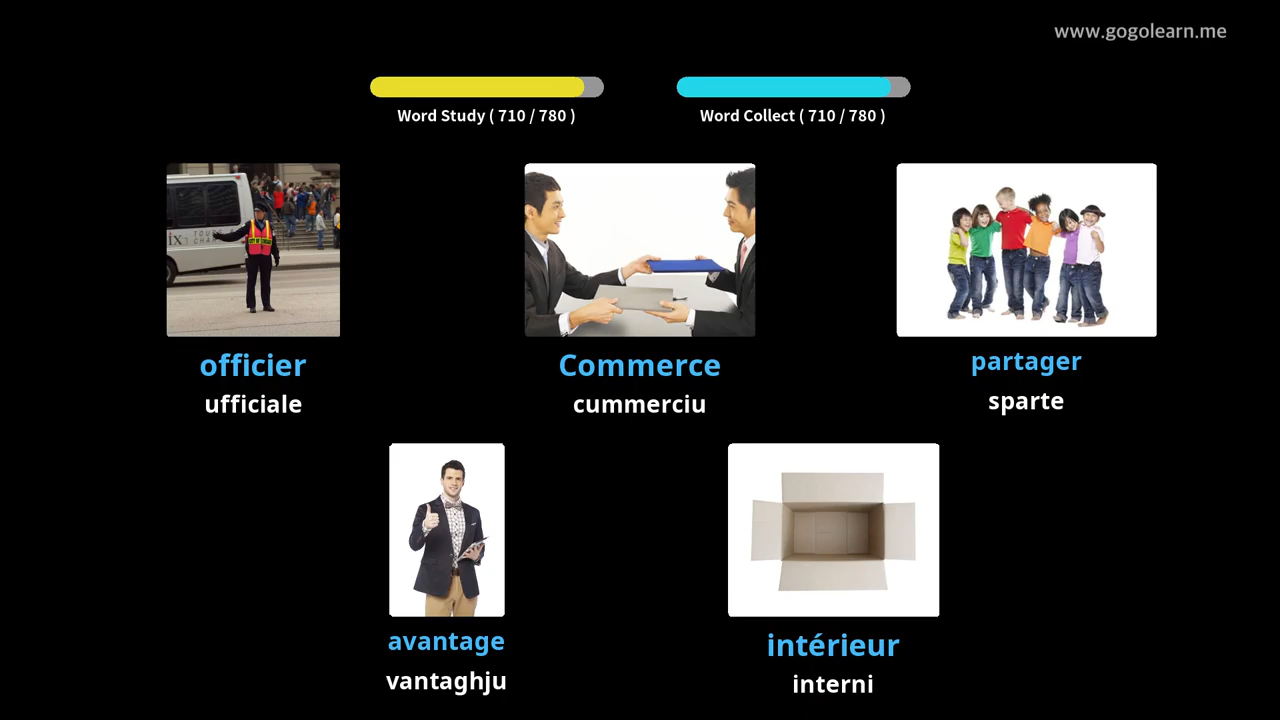 www.gogolearn.me
Word Study ( 710 / 780 )
Word Collect ( 710 / 780 )
officier
ufficiale
Commerce
cummerciu
partager
sparte
avantage
vantaghju
intérieur
interni